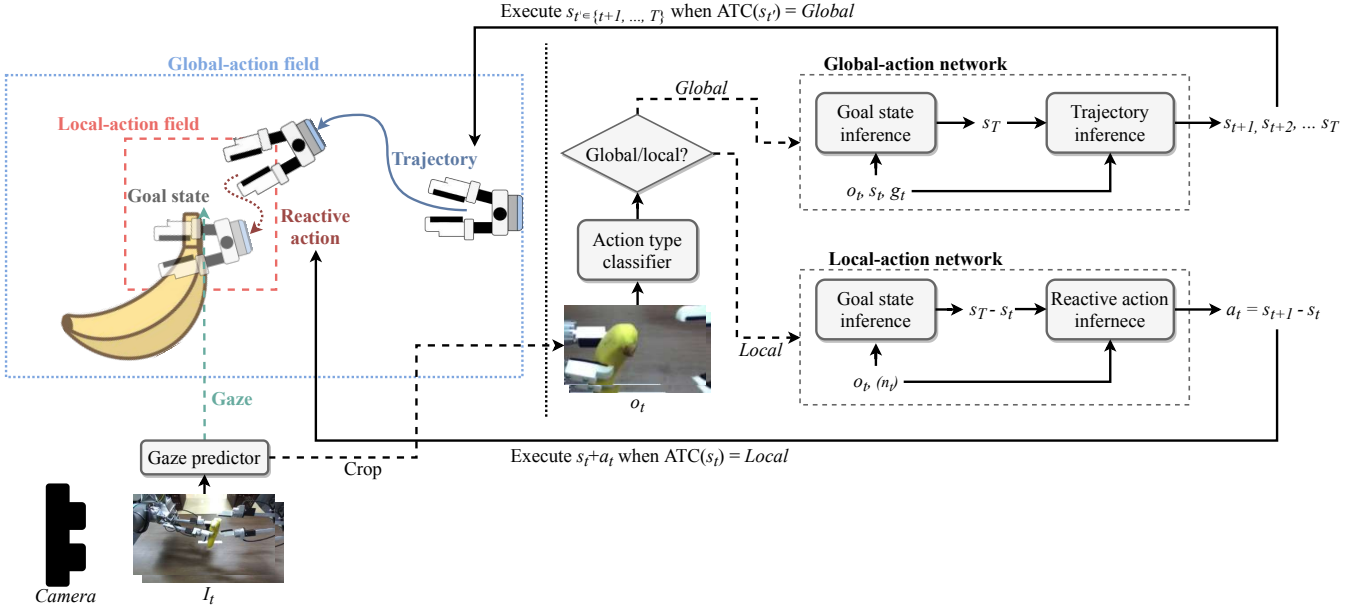 Execute s_{t'∈{t+1, ..., T}} when ATC(s_{t'}) = Global
Global-action field
Local-action field
Goal state
Trajectory
Reactive
action
Gaze
Gaze predictor
Crop
Camera
I_t
Global
Global/local?
Local
Action type
classifier
o_t
Global-action network
Goal state
inference
s_T
Trajectory
inference
s_{t+1}, s_{t+2}, ... s_T
o_t, s_t, g_t
Local-action network
Goal state
inference
s_T - s_t
Reactive action
infernece
a_t = s_{t+1} - s_t
o_t, (n_t)
Execute s_t+a_t when ATC(s_t) = Local